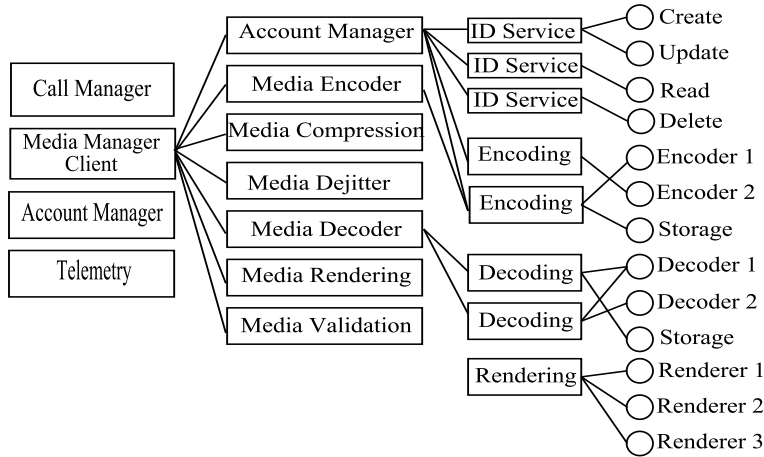 Call Manager
Media Manager
Client
Account Manager
Telemetry
Account Manager
Media Encoder
Media Compression
Media Dejitter
Media Decoder
Media Rendering
Media Validation
ID Service
ID Service
ID Service
Encoding
Encoding
Decoding
Decoding
Rendering
Create
Update
Read
Delete
Encoder 1
Encoder 2
Storage
Decoder 1
Decoder 2
Storage
Renderer 1
Renderer 2
Renderer 3